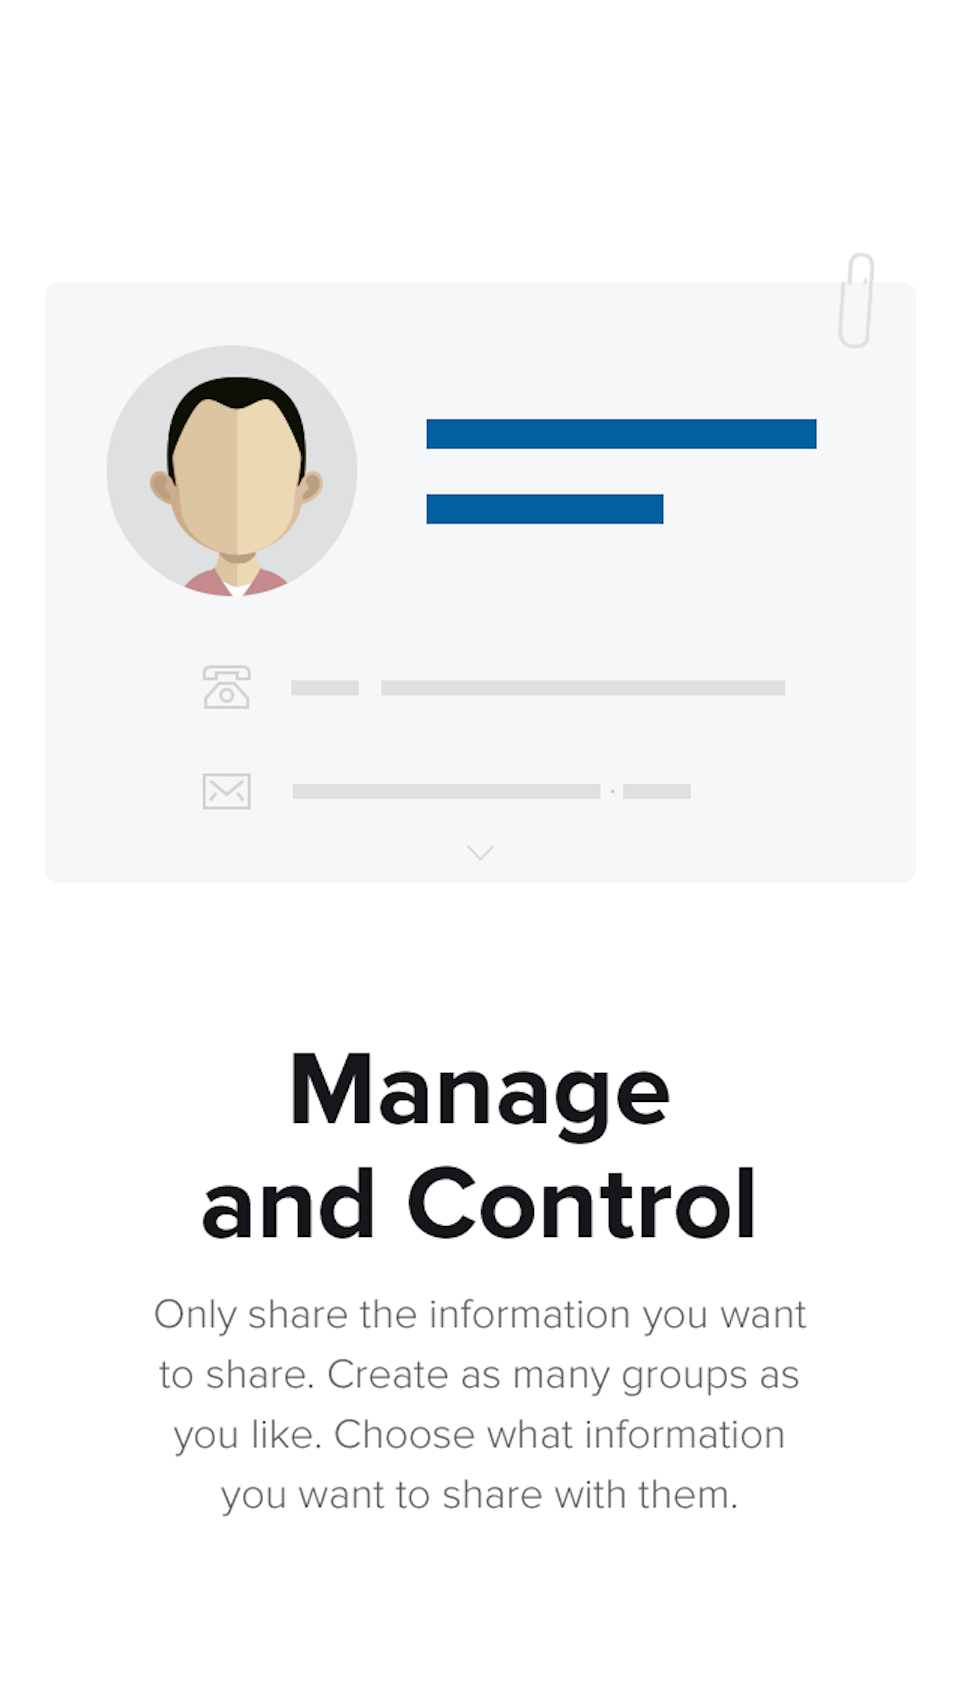 Manage
and Control
Only share the information you want
to share. Create as many groups as
you like. Choose what information
you want to share with them.